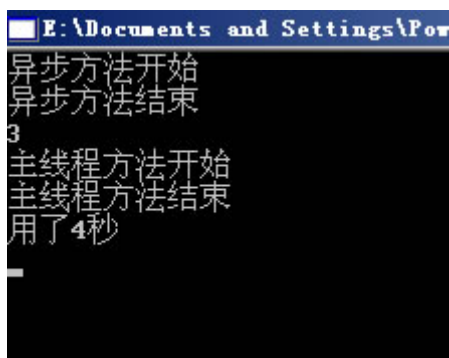 E:\Documents and Settings\Pow
异步方法开始
异步方法结束
3
主线程方法开始
主线程方法结束
用了4秒